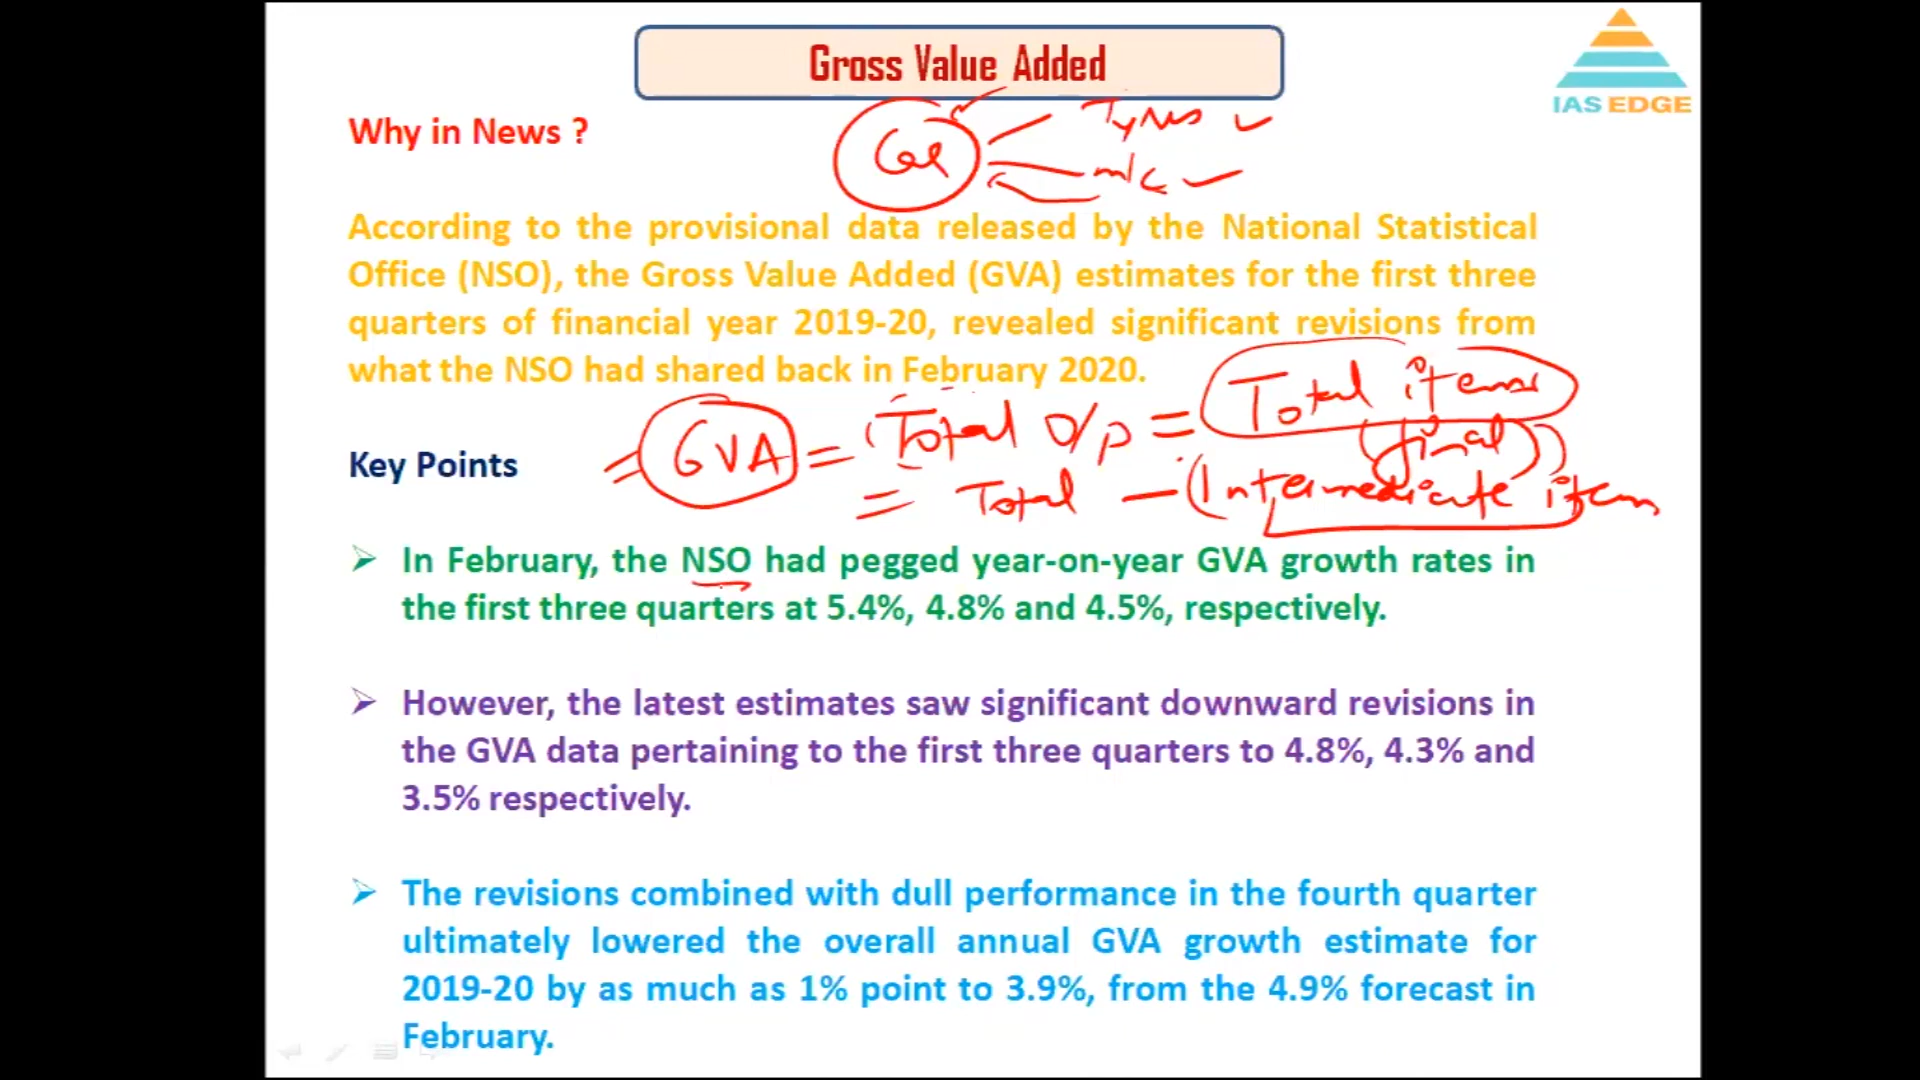 Gross Value Added
IAS EDGE
Why in News ?
Car
Tyres
m/c
According to the provisional data released by the National Statistical
Office (NSO), the Gross Value Added (GVA) estimates for the first three
quarters of financial year 2019-20, revealed significant revisions from
what the NSO had shared back in February 2020.
= GVA = (Total O/P = Total items
(final)
= Total - (Intermediate item
Key Points
In February, the NSO had pegged year-on-year GVA growth rates in
the first three quarters at 5.4%, 4.8% and 4.5%, respectively.
However, the latest estimates saw significant downward revisions in
the GVA data pertaining to the first three quarters to 4.8%, 4.3% and
3.5% respectively.
The revisions combined with dull performance in the fourth quarter
ultimately lowered the overall annual GVA growth estimate for
2019-20 by as much as 1% point to 3.9%, from the 4.9% forecast in
February.